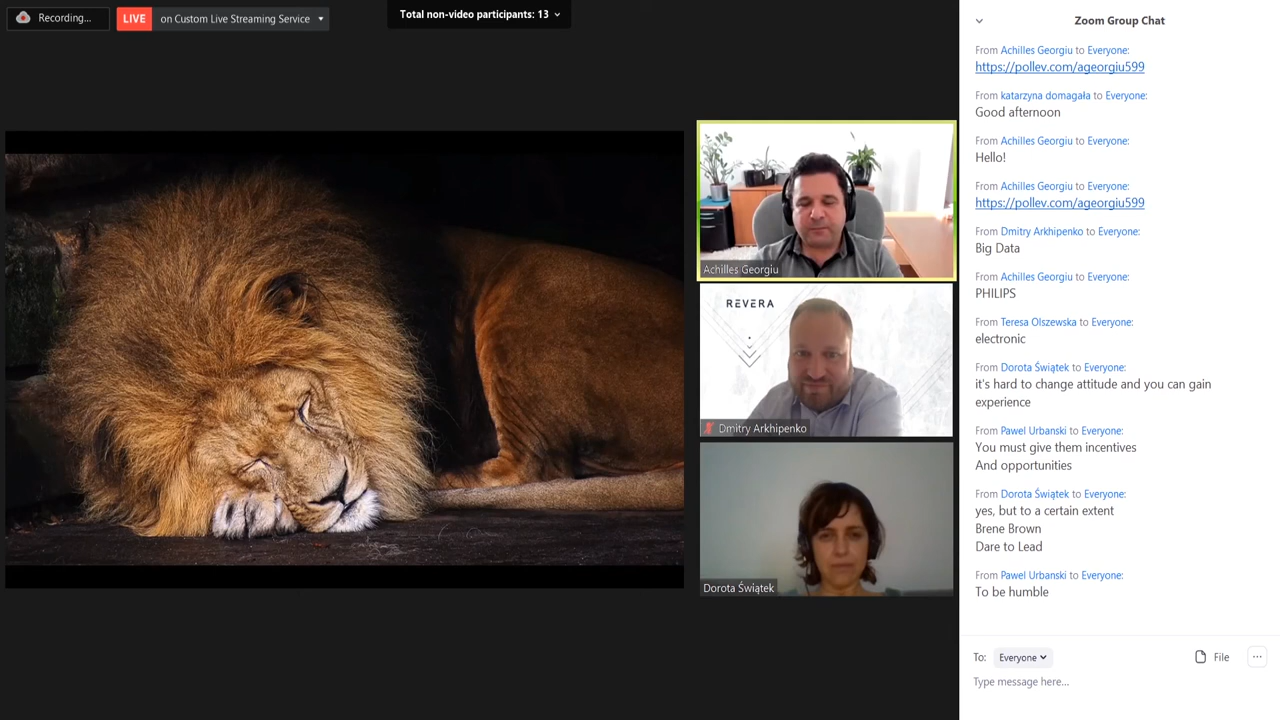 Recording...
LIVE
on Custom Live Streaming Service
Total non-video participants: 13
Achilles Georgiu
REVERA
Dmitry Arkhipenko
Dorota Świątek
Zoom Group Chat
From Achilles Georgiu to Everyone:
https://pollev.com/ageorgiu599
From katarzyna domagała to Everyone:
Good afternoon
From Achilles Georgiu to Everyone:
Hello!
From Achilles Georgiu to Everyone:
https://pollev.com/ageorgiu599
From Dmitry Arkhipenko to Everyone:
Big Data
From Achilles Georgiu to Everyone:
PHILIPS
From Teresa Olszewska to Everyone:
electronic
From Dorota Świątek to Everyone:
it's hard to change attitude and you can gain
experience
From Pawel Urbanski to Everyone:
You must give them incentives
And opportunities
From Dorota Świątek to Everyone:
yes, but to a certain extent
Brene Brown
Dare to Lead
From Pawel Urbanski to Everyone:
To be humble
To: Everyone
File
Type message here...